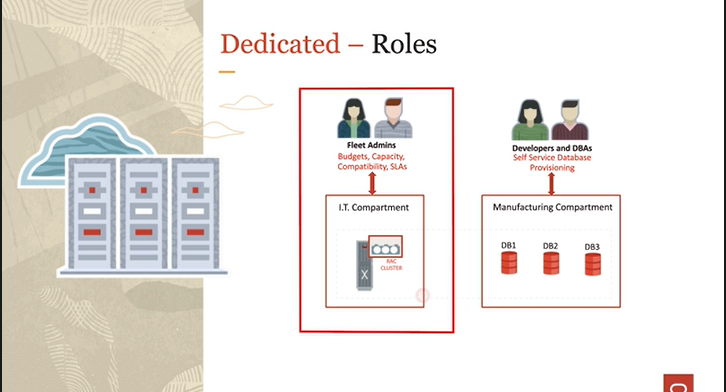 Dedicated – Roles
Fleet Admins
Budgets, Capacity,
Compatibility, SLAs
I.T. Compartment
X
RAC
CLUSTER
Developers and DBAs
Self Service Database
Provisioning
Manufacturing Compartment
DB1 DB2 DB3